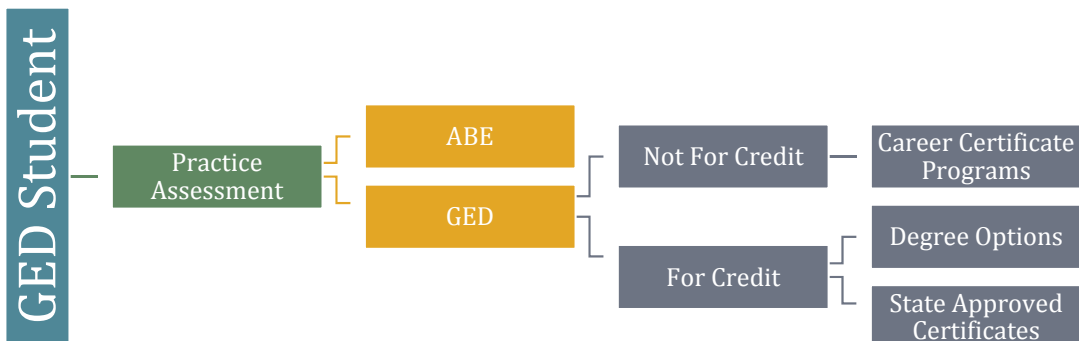 GED Student
Practice
Assessment
ABE
GED
Not For Credit
For Credit
Career Certificate
Programs
Degree Options
State Approved
Certificates